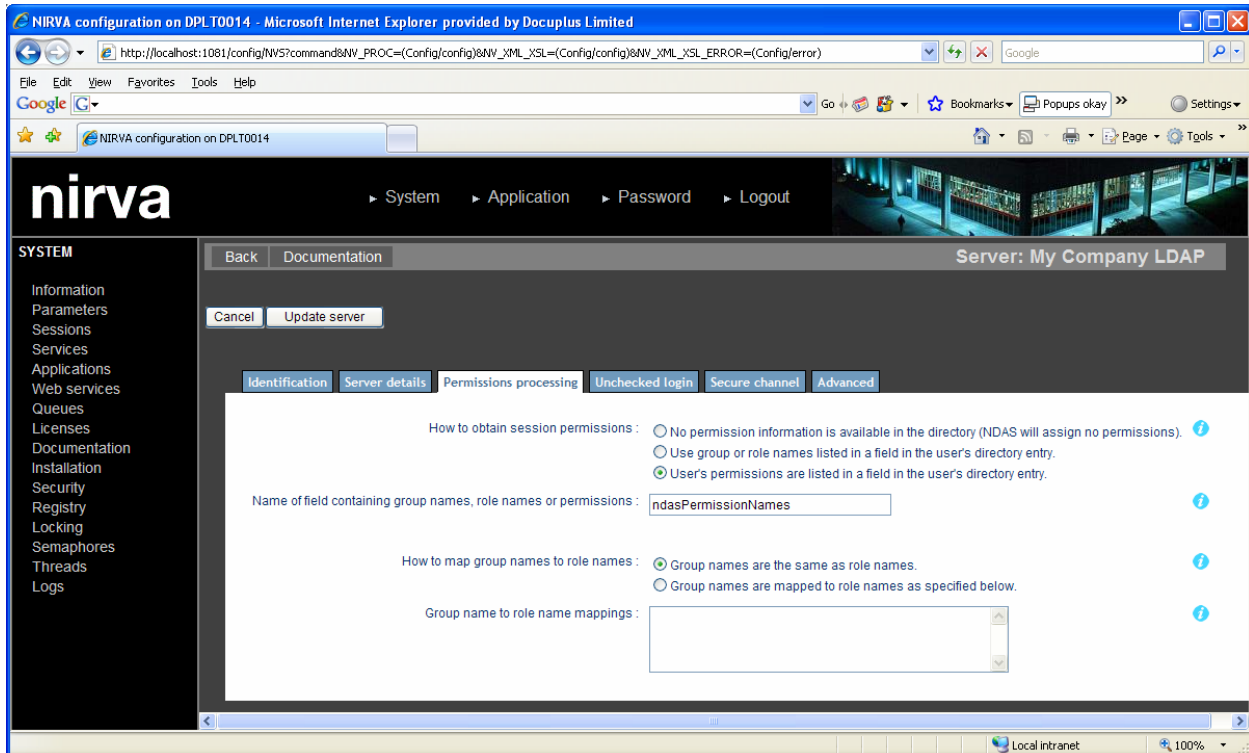 NIRVA configuration on DPLT0014 - Microsoft Internet Explorer provided by Docuplus Limited
http://localhost:1081/config/NVS?command&NV_PROC=(Config/config)&NV_XML_XSL=(Config/config)&NV_XML_XSL_ERROR=(Config/error)
Google
File Edit View Favorites Tools Help
Google G Go Bookmarks Popups okay >> Settings
NIRVA configuration on DPLT0014 Page Tools >>
nirva
System Application Password Logout
SYSTEM
Information
Parameters
Sessions
Services
Applications
Web services
Queues
Licenses
Documentation
Installation
Security
Registry
Locking
Semaphores
Threads
Logs
Back Documentation Server: My Company LDAP
Cancel Update server
Identification Server details Permissions processing Unchecked login Secure channel Advanced
How to obtain session permissions : No permission information is available in the directory (NDAS will assign no permissions). i
Use group or role names listed in a field in the user's directory entry.
User's permissions are listed in a field in the user's directory entry.
Name of field containing group names, role names or permissions : ndasPermissionNames i
How to map group names to role names : Group names are the same as role names. i
Group names are mapped to role names as specified below.
Group name to role name mappings : i
Local intranet 100%